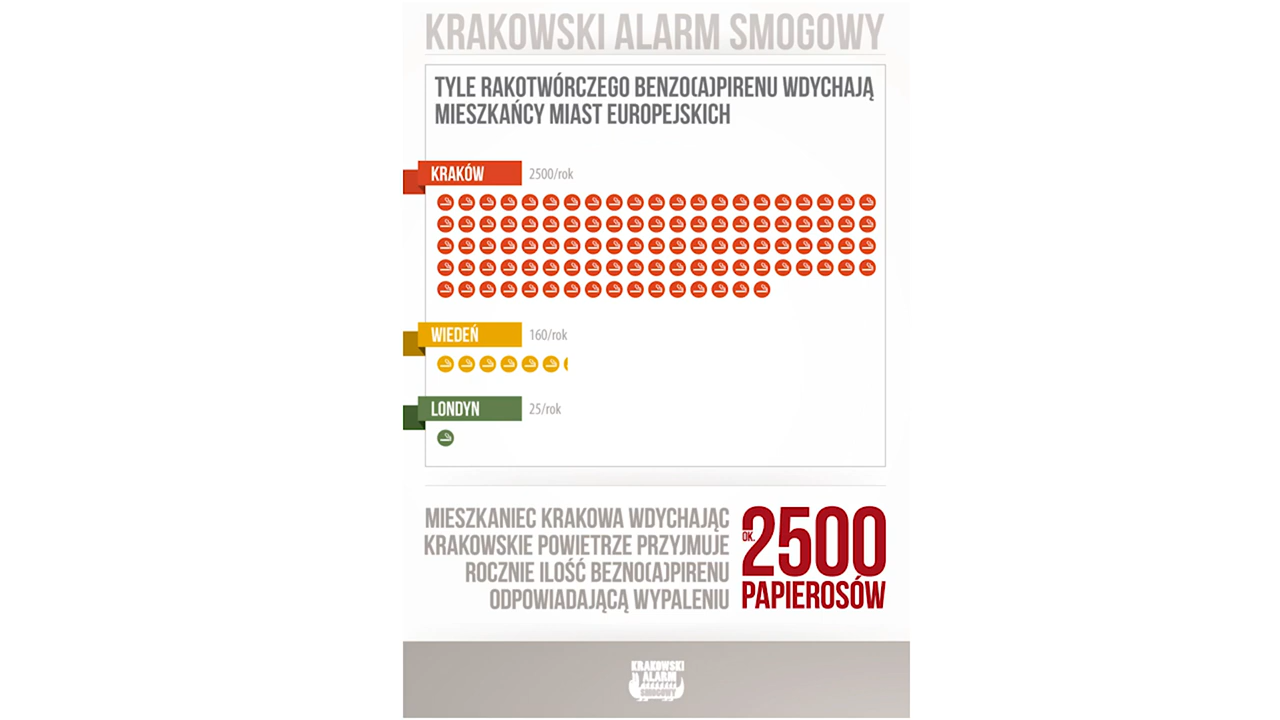 KRAKOWSKI ALARM SMOGOWY
TYLE RAKOTWÓRCZEGO BENZO(A)PIRENU WDYCHAJĄ
MIESZKAŃCY MIAST EUROPEJSKICH
KRAKÓW 2500/rok
WIEDEŃ 160/rok
LONDYN 25/rok
MIESZKANIEC KRAKOWA WDYCHAJĄC
KRAKOWSKIE POWIETRZE PRZYJMUJE
ROCZNIE ILOŚĆ BEZNO(A)PIRENU
ODPOWIADAJĄCĄ WYPALENIU
OK. 2500
PAPIEROSÓW
KRAKOWSKI
ALARM
SMOGOWY